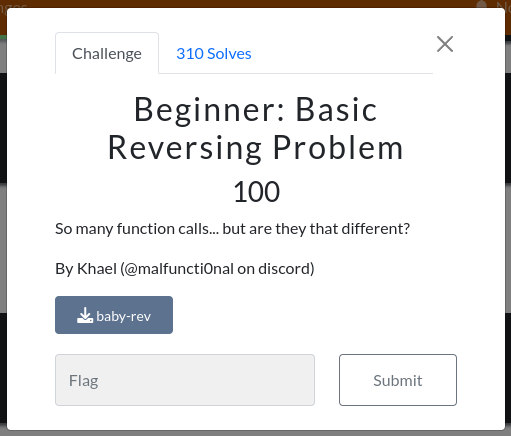 Challenge
310 Solves
Beginner: Basic
Reversing Problem
100
So many function calls... but are they that different?
By Khael (@malfuncti0nal on discord)
baby-rev
Flag
Submit